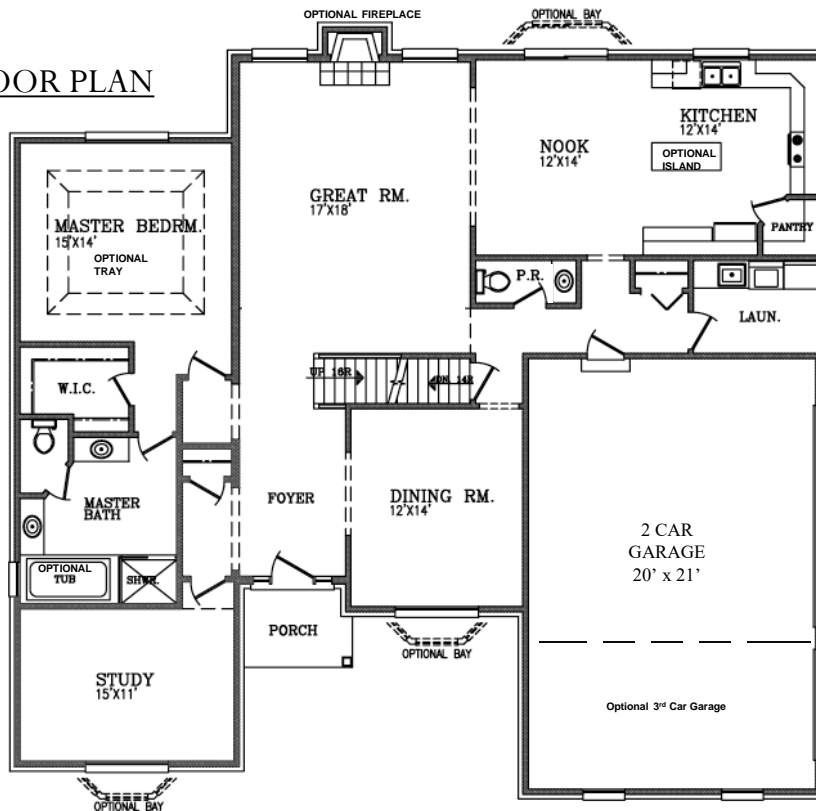 OPTIONAL FIREPLACE
OPTIONAL BAY
OOR PLAN
KITCHEN
12'X14'
NOOK
12'X14'
OPTIONAL
ISLAND
GREAT RM.
17'X18'
MASTER BEDRM.
15'X14'
OPTIONAL
TRAY
PANTRY
P.R.
LAUN.
UP 16R
DN 14R
W.I.C.
MASTER
BATH
FOYER
DINING RM.
12'X14'
2 CAR
GARAGE
20' x 21'
OPTIONAL
TUB
SHWR.
PORCH
OPTIONAL BAY
STUDY
15'X11'
Optional 3rd Car Garage
OPTIONAL BAY